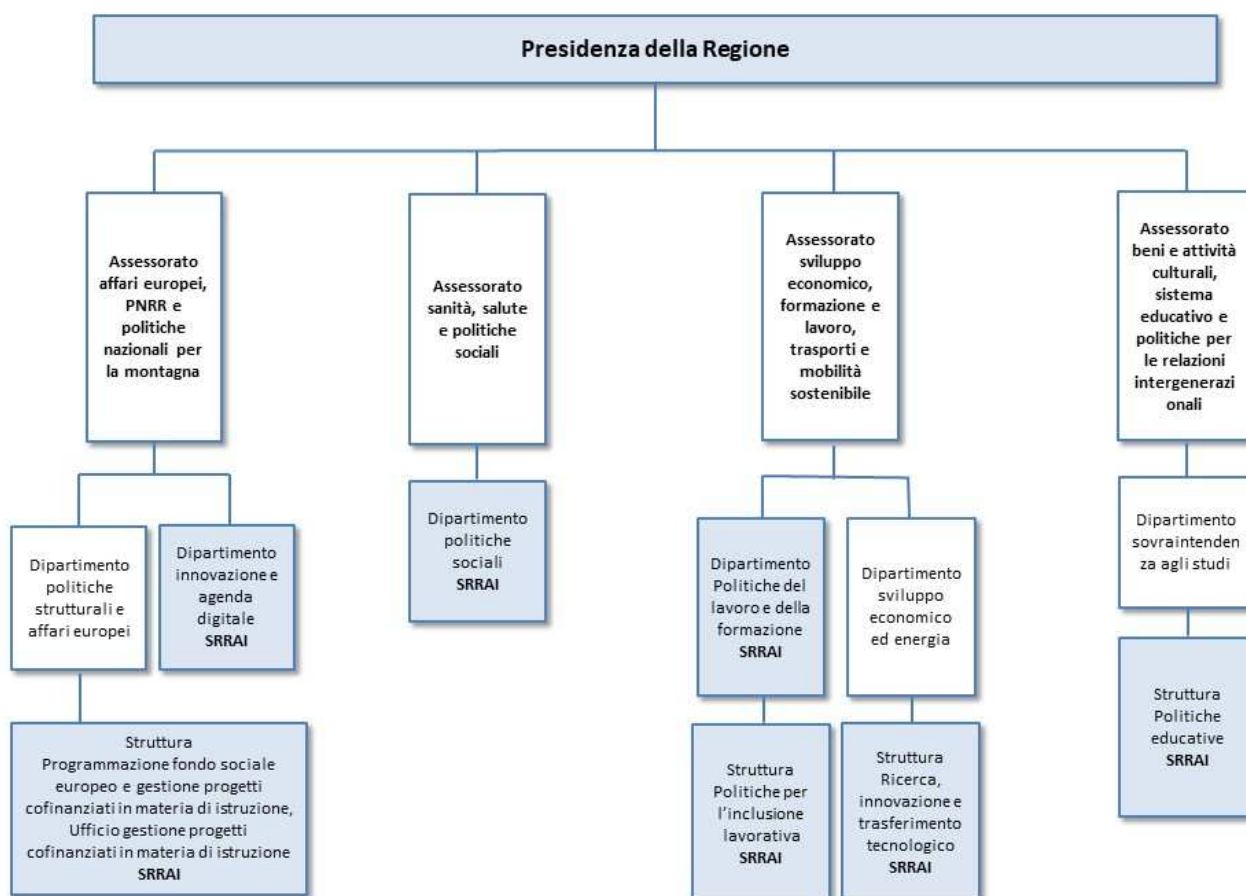 Presidenza della Regione
Assessorato
affari europei,
PNRR e
politiche
nazionali per
la montagna
Assessorato
sanità, salute
e politiche
sociali
Assessorato
sviluppo
economico,
formazione e
lavoro,
trasporti e
mobilità
sostenibile
Assessorato
beni e attività
culturali,
sistema
educativo e
politiche per
le relazioni
intergenerazi
onali
Dipartimento
politiche
strutturali e
affari europei
Dipartimento
innovazione e
agenda
digitale
SRRAI
Dipartimento
politiche
sociali
SRRAI
Dipartimento
Politiche del
lavoro e della
formazione
SRRAI
Dipartimento
sviluppo
economico
ed energia
Dipartimento
sovraintenden
za agli studi
Struttura
Programmazione fondo sociale
europeo e gestione progetti
cofinanziati in materia di istruzione,
Ufficio gestione progetti
cofinanziati in materia di istruzione
SRRAI
Struttura
Politiche per
l'inclusione
lavorativa
SRRAI
Struttura
Ricerca,
innovazione e
trasferimento
tecnologico
SRRAI
Struttura
Politiche
educative
SRRAI